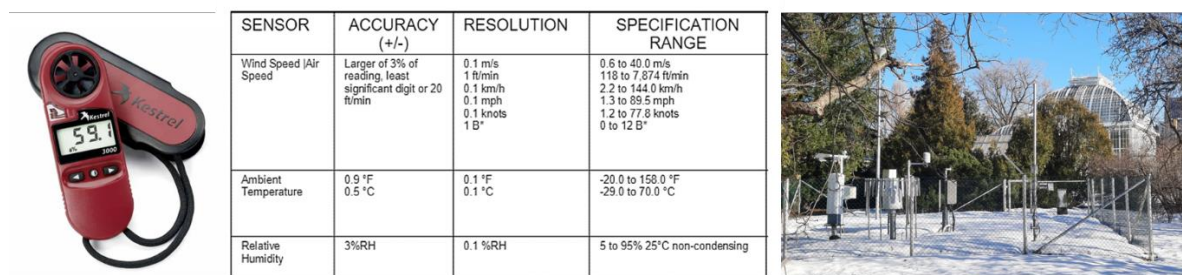 Kestrel
Kestrel
59.1
%
3000
SENSOR
ACCURACY
(+/-)
RESOLUTION
SPECIFICATION
RANGE
Wind Speed |Air
Speed
Larger of 3% of
reading, least
significant digit or 20
ft/min
0.1 m/s
1 ft/min
0.1 km/h
0.1 mph
0.1 knots
1 B*
0.6 to 40.0 m/s
118 to 7,874 ft/min
2.2 to 144.0 km/h
1.3 to 89.5 mph
1.2 to 77.8 knots
0 to 12 B*
Ambient
Temperature
0.9 °F
0.5 °C
0.1 °F
0.1 °C
-20.0 to 158.0 °F
-29.0 to 70.0 °C
Relative
Humidity
3%RH
0.1 %RH
5 to 95% 25°C non-condensing